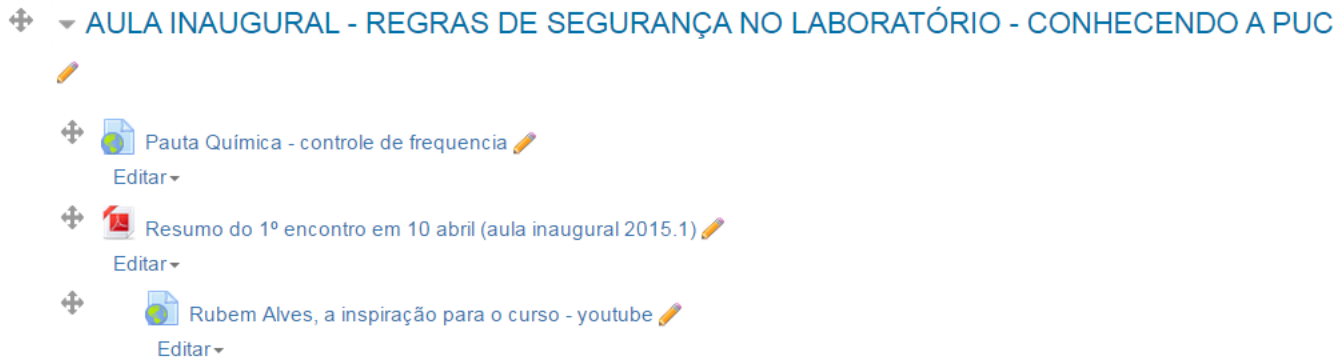 AULA INAUGURAL - REGRAS DE SEGURANÇA NO LABORATÓRIO - CONHECENDO A PUC
Pauta Química - controle de frequencia
Editar
Resumo do 1º encontro em 10 abril (aula inaugural 2015.1)
Editar
Rubem Alves, a inspiração para o curso - youtube
Editar